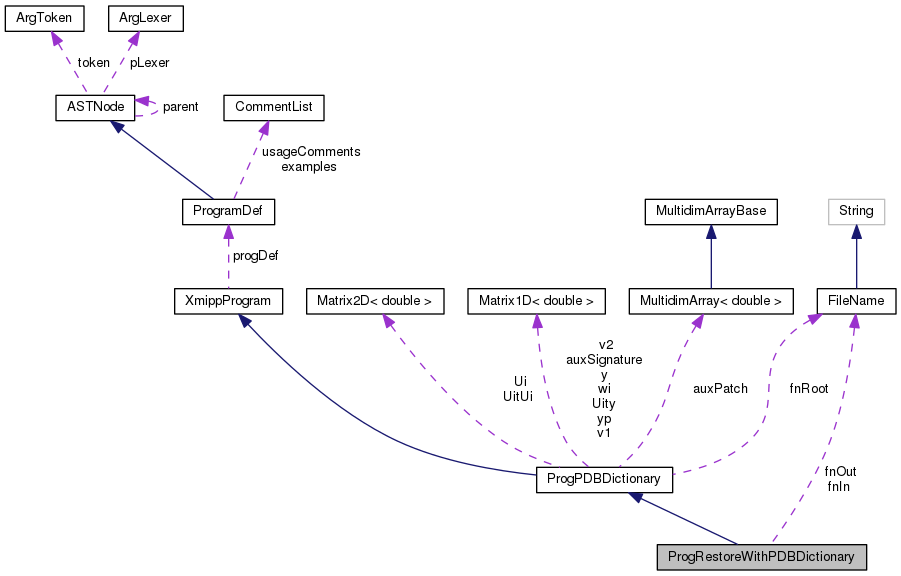 ArgToken
ArgLexer
token
pLexer
ASTNode
parent
CommentList
usageComments
examples
ProgramDef
MultidimArrayBase
String
progDef
XmippProgram
Matrix2D< double >
Matrix1D< double >
MultidimArray< double >
FileName
v2
auxSignature
y
wi
Uity
yp
v1
Ui
UitUi
auxPatch
fnRoot
ProgPDBDictionary
fnOut
fnIn
ProgRestoreWithPDBDictionary